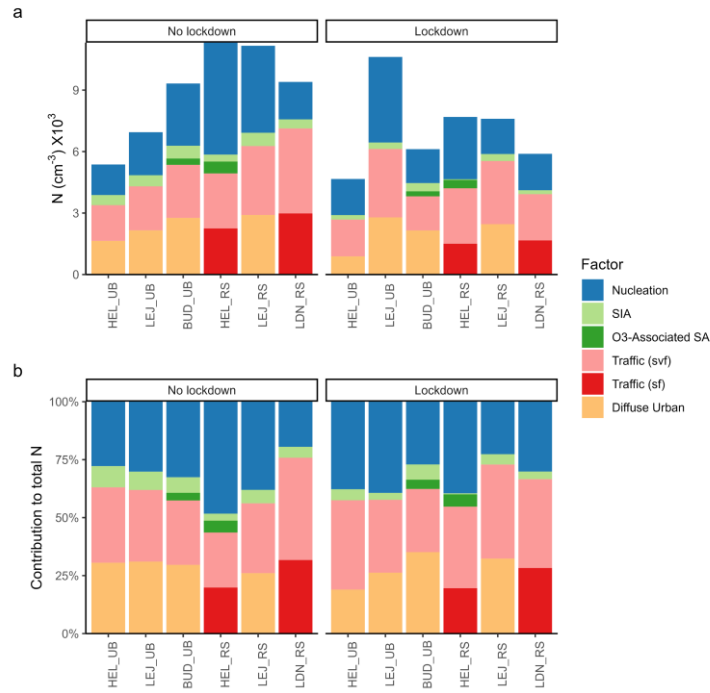 a
No lockdown
Lockdown
N (cm⁻³) X10³
9
6
3
0
HEL_UB
LEJ_UB
BUD_UB
HEL_RS
LEJ_RS
LDN_RS
HEL_UB
LEJ_UB
BUD_UB
HEL_RS
LEJ_RS
LDN_RS
Factor
Nucleation
SIA
O3-Associated SA
Traffic (svf)
Traffic (sf)
Diffuse Urban
b
No lockdown
Lockdown
Contribution to total N
100%
75%
50%
25%
0%
HEL_UB
LEJ_UB
BUD_UB
HEL_RS
LEJ_RS
LDN_RS
HEL_UB
LEJ_UB
BUD_UB
HEL_RS
LEJ_RS
LDN_RS